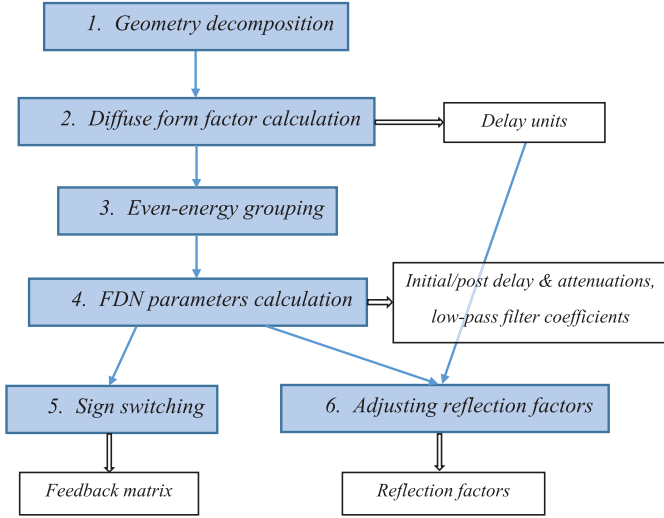 1. Geometry decomposition
2. Diffuse form factor calculation
Delay units
3. Even-energy grouping
4. FDN parameters calculation
Initial/post delay & attenuations,
low-pass filter coefficients
5. Sign switching
6. Adjusting reflection factors
Feedback matrix
Reflection factors